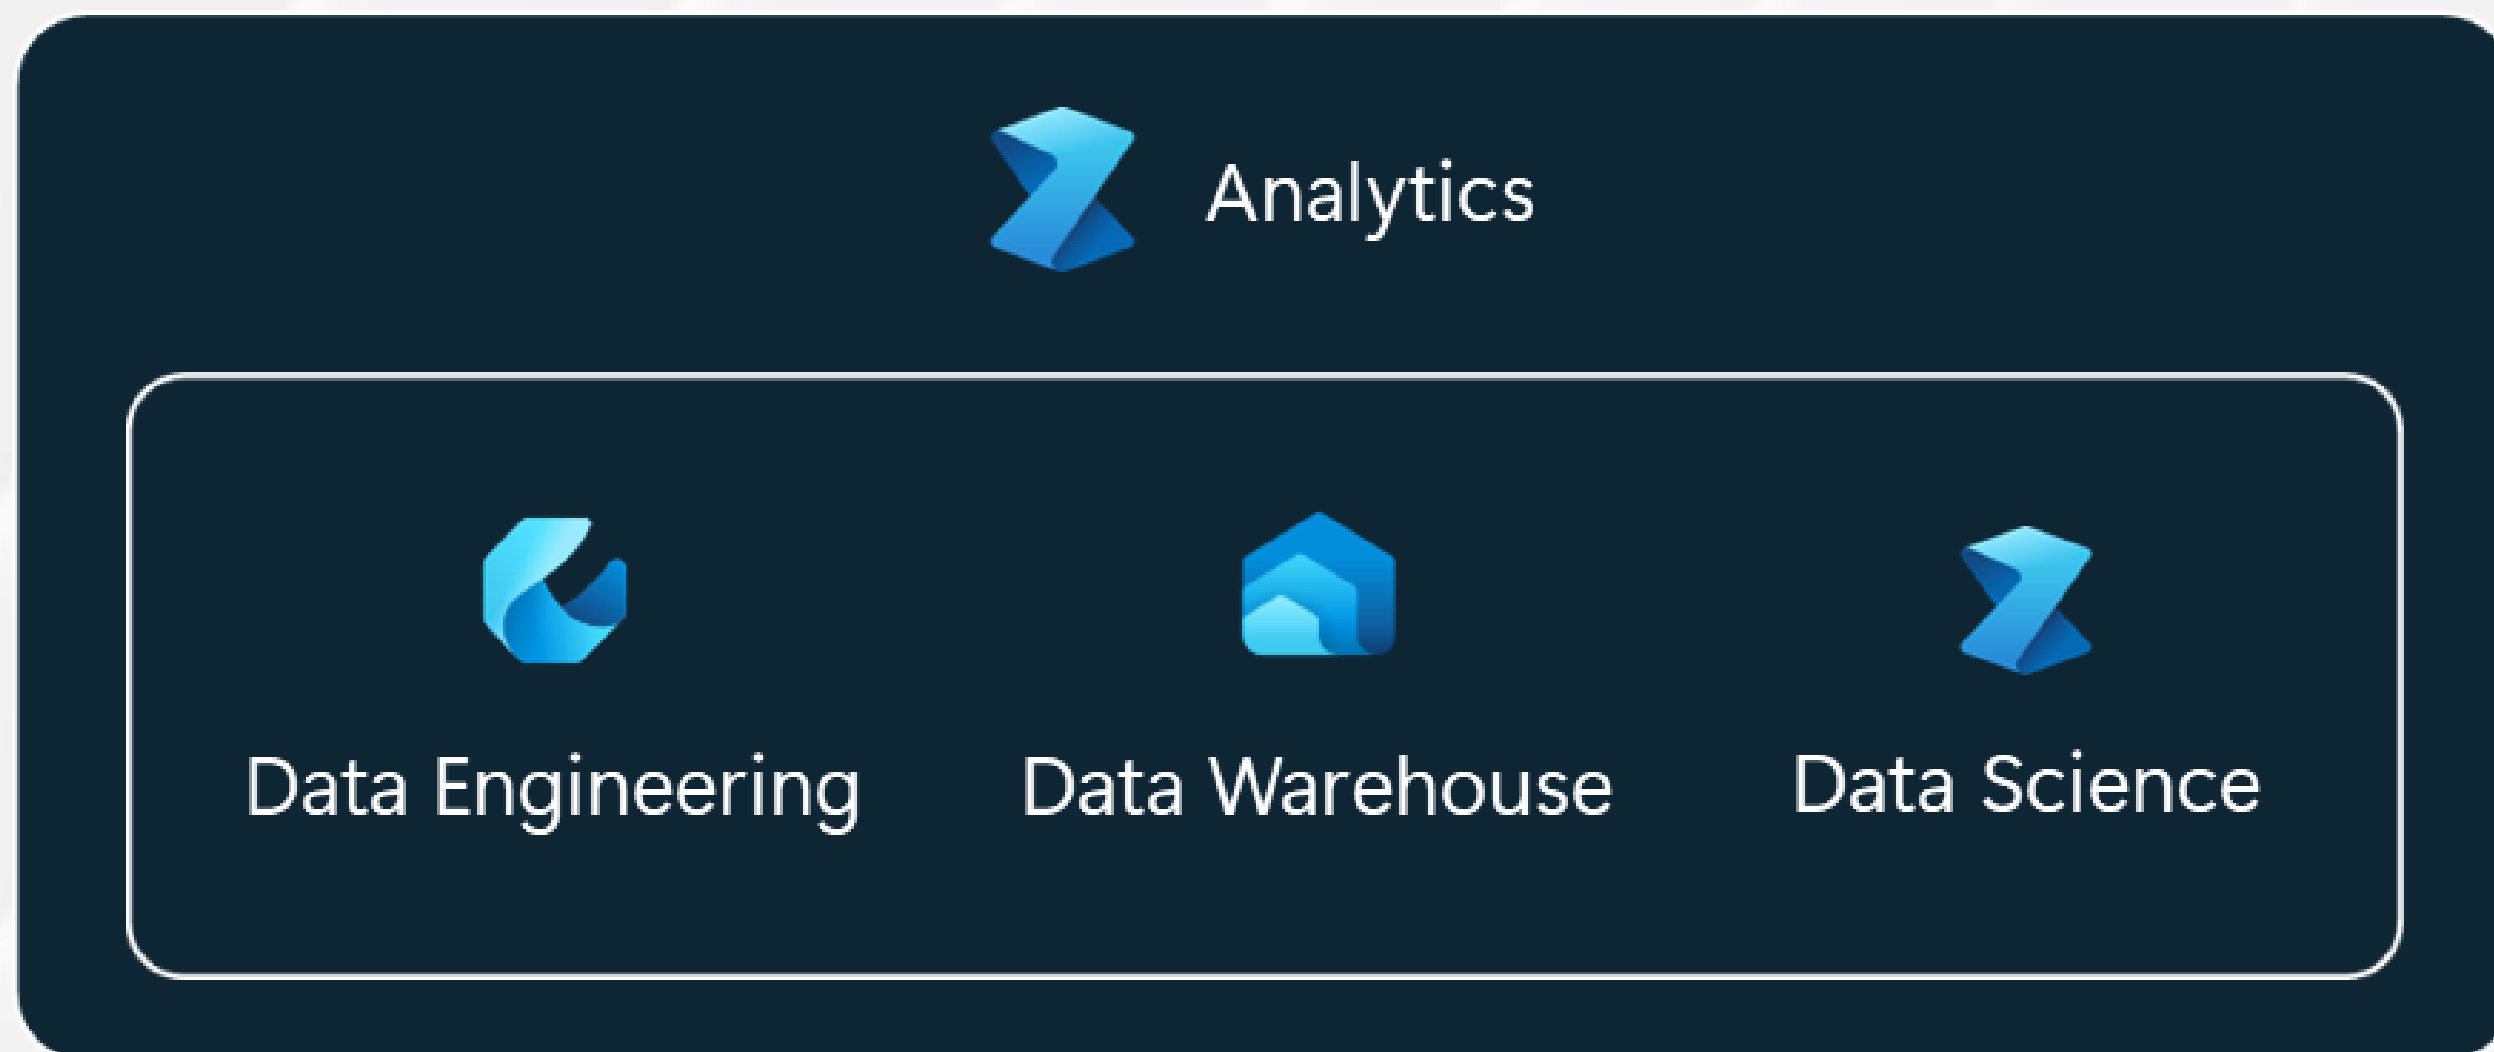 Analytics
Data Engineering
Data Warehouse
Data Science